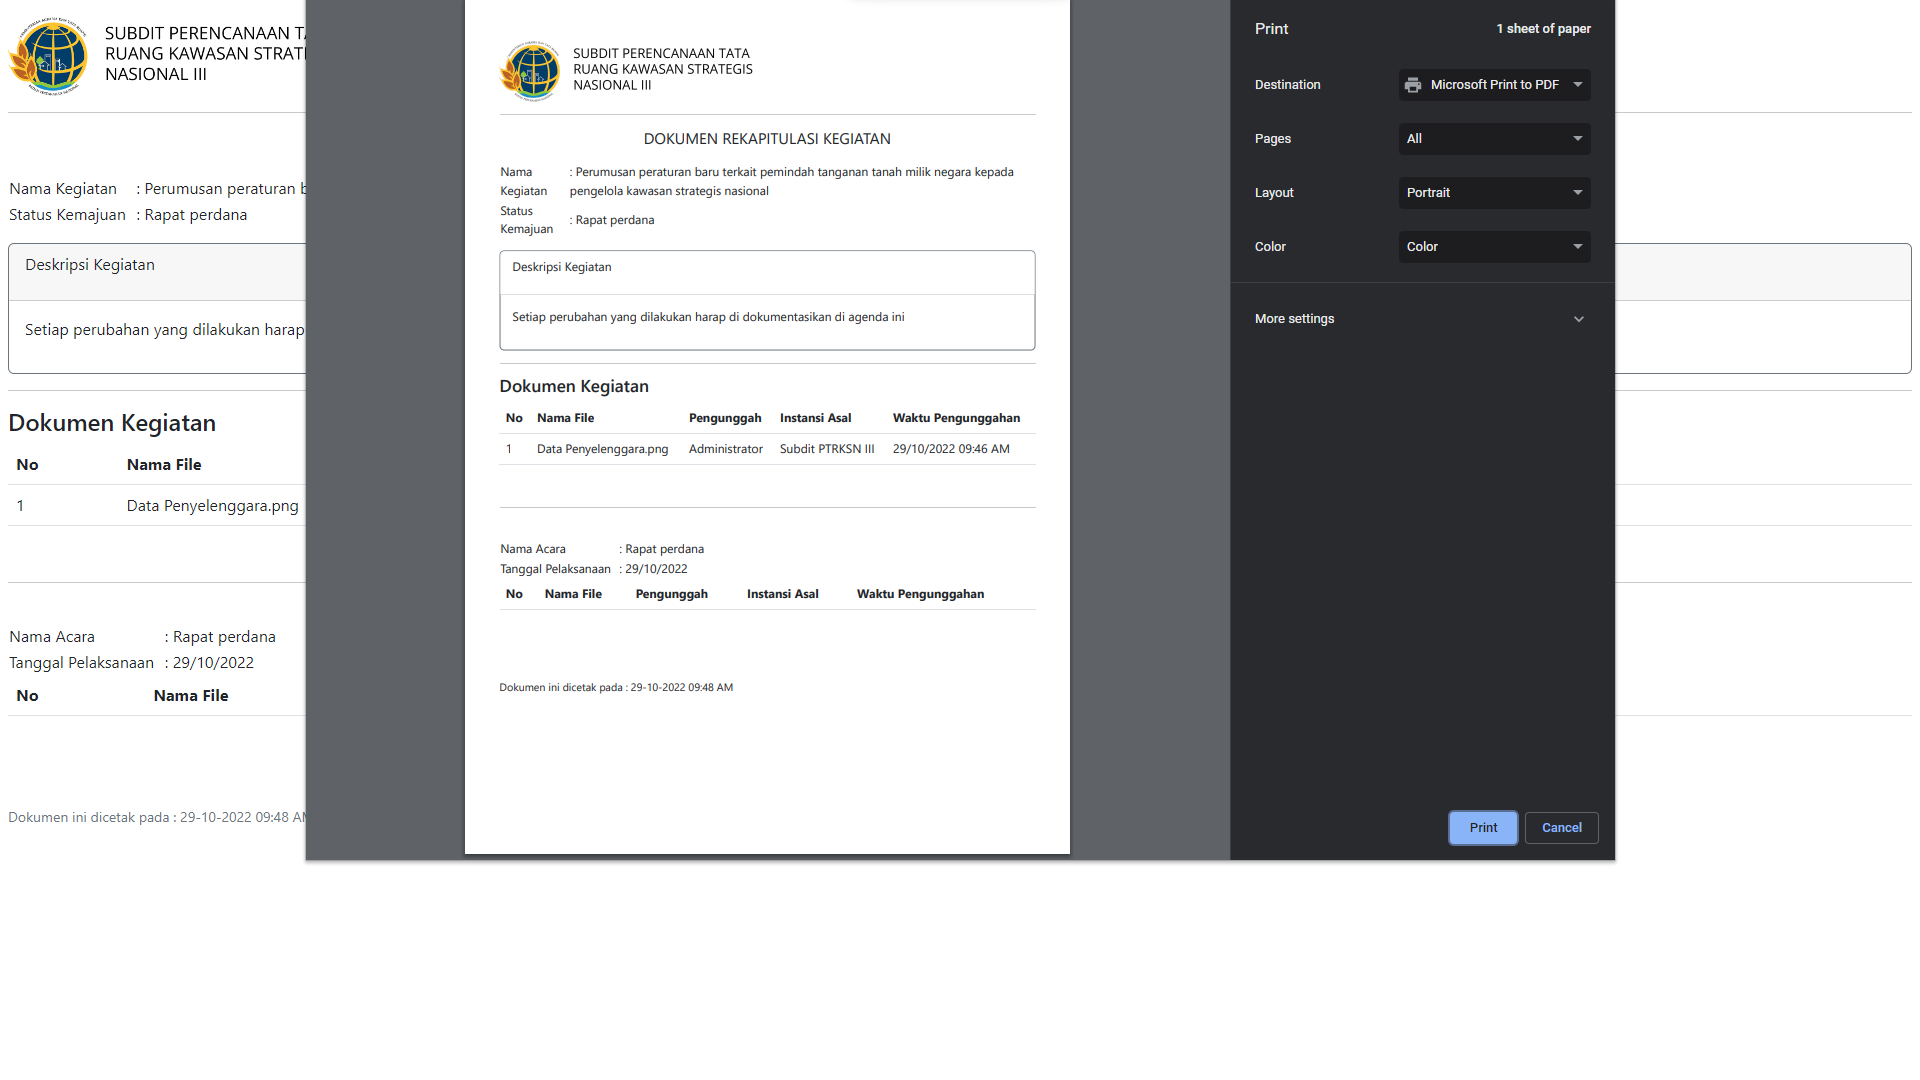 SUBDIT PERENCANAAN TA
RUANG KAWASAN STRATI
NASIONAL III
Nama Kegiatan : Perumusan peraturan b
Status Kemajuan : Rapat perdana
Deskripsi Kegiatan
Setiap perubahan yang dilakukan harap
Dokumen Kegiatan
No Nama File
1 Data Penyelenggara.png
Nama Acara : Rapat perdana
Tanggal Pelaksanaan : 29/10/2022
No Nama File
Dokumen ini dicetak pada : 29-10-2022 09:48 AM
SUBDIT PERENCANAAN TATA
RUANG KAWASAN STRATEGIS
NASIONAL III
DOKUMEN REKAPITULASI KEGIATAN
Nama Kegiatan : Perumusan peraturan baru terkait pemindah tanganan tanah milik negara kepada
pengelola kawasan strategis nasional
Status Kemajuan : Rapat perdana
Deskripsi Kegiatan
Setiap perubahan yang dilakukan harap di dokumentasikan di agenda ini
Dokumen Kegiatan
No Nama File Pengunggah Instansi Asal Waktu Pengunggahan
1 Data Penyelenggara.png Administrator Subdit PTRKSN III 29/10/2022 09:46 AM
Nama Acara : Rapat perdana
Tanggal Pelaksanaan : 29/10/2022
No Nama File Pengunggah Instansi Asal Waktu Pengunggahan
Dokumen ini dicetak pada : 29-10-2022 09:48 AM
Print 1 sheet of paper
Destination Microsoft Print to PDF
Pages All
Layout Portrait
Color Color
More settings
Print Cancel